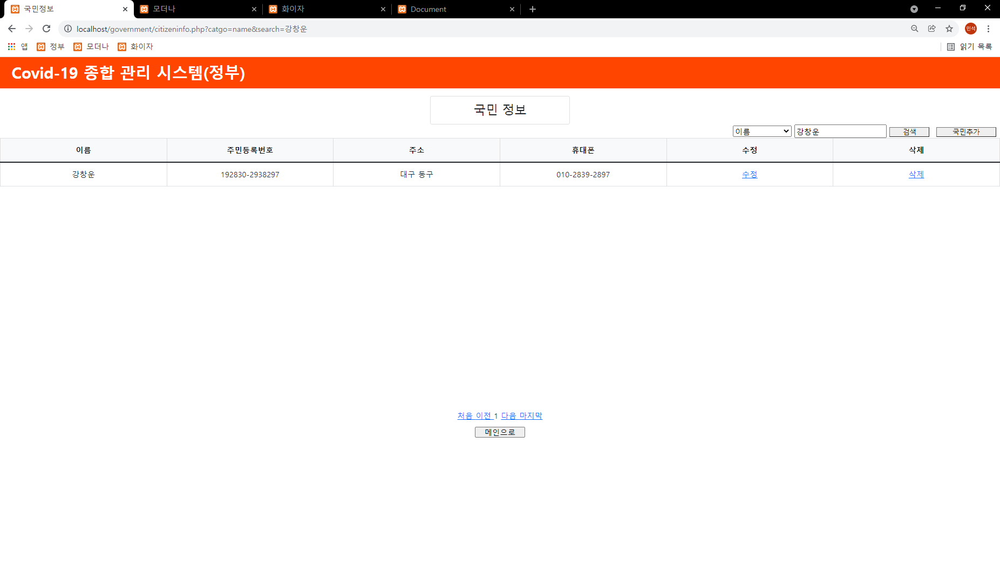 국민정보
모더나
화이자
Document
localhost/government/citizeninfo.php?catgo=name&search=강창운
민석
앱
정부
모더나
화이자
읽기 목록
Covid-19 종합 관리 시스템(정부)
국민 정보
이름
강창운
검색
국민추가
이름 주민등록번호 주소 휴대폰 수정 삭제
강창운 192830-2938297 대구 동구 010-2839-2897 수정 삭제
처음 이전 1 다음 마지막
메인으로